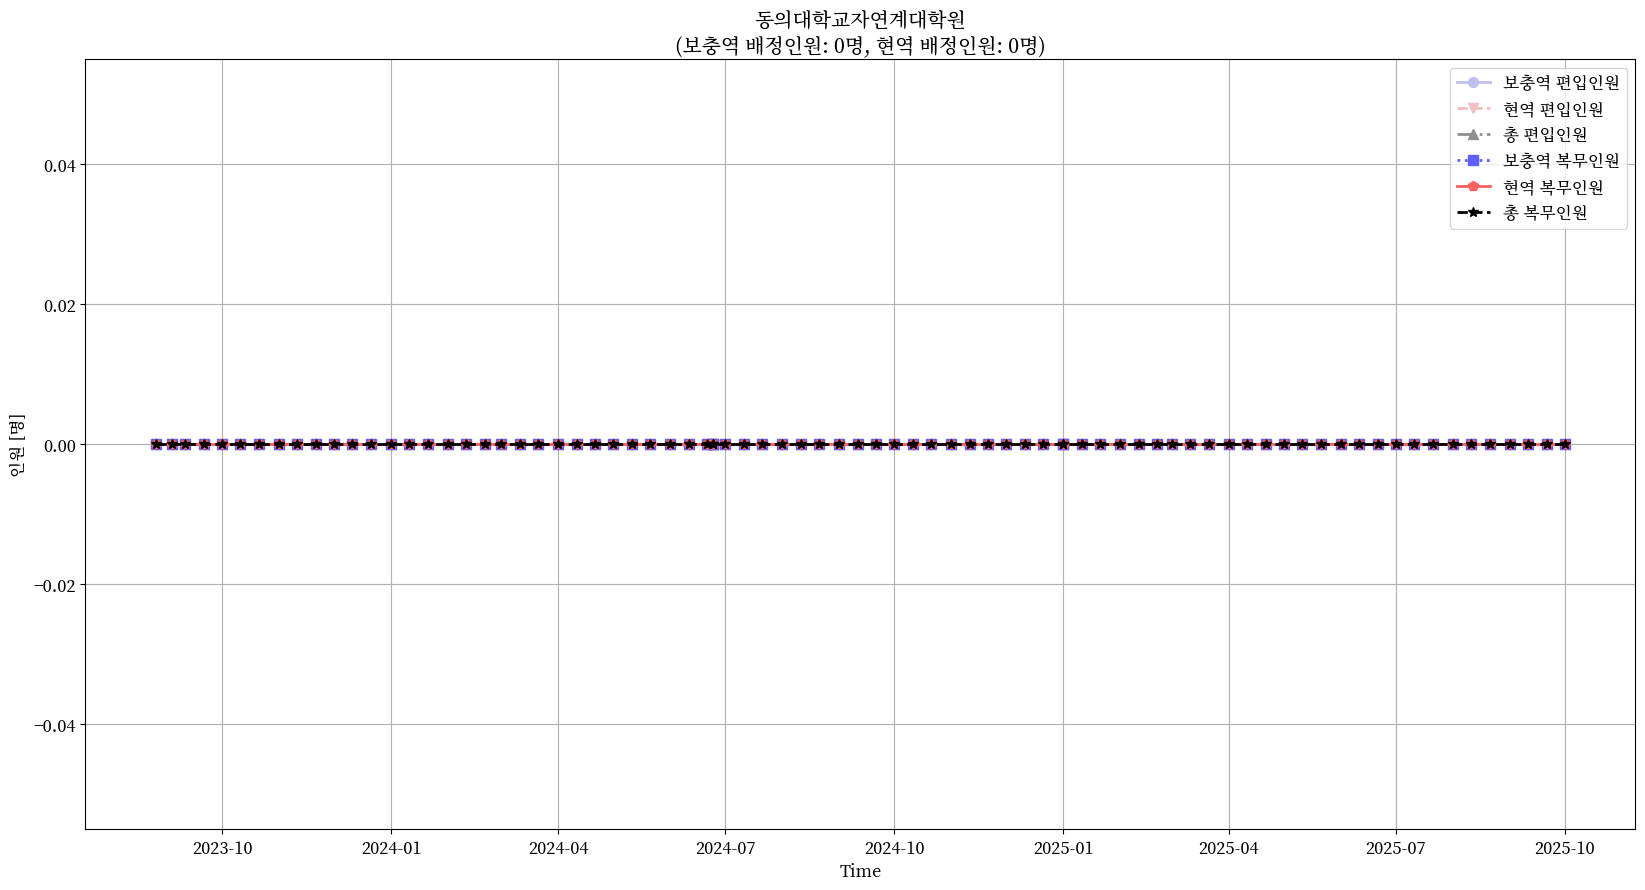 동의대학교자연계대학원
(보충역 배정인원: 0명, 현역 배정인원: 0명)
보충역 편입인원
현역 편입인원
총 편입인원
보충역 복무인원
현역 복무인원
총 복무인원
인원 [명]
0.04
0.02
0.00
−0.02
−0.04
2023-10
2024-01
2024-04
2024-07
2024-10
2025-01
2025-04
2025-07
2025-10
Time